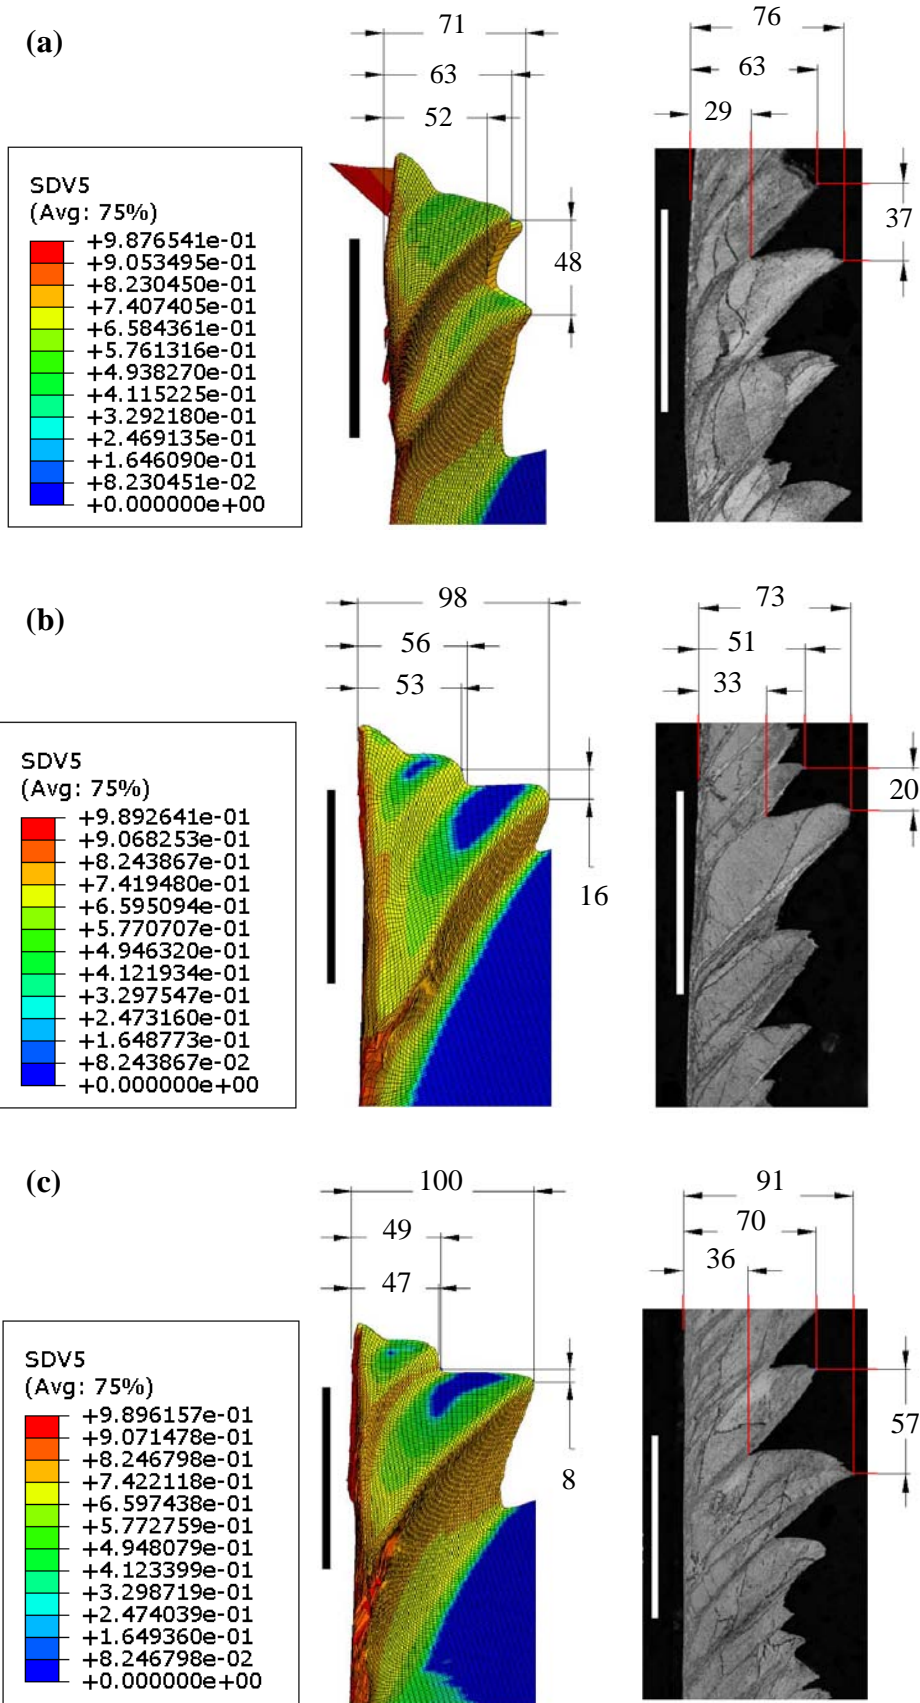 (a)
71
63
52
48
76
63
29
37
SDV5
(Avg: 75%)
+9.876541e-01
+9.053495e-01
+8.230450e-01
+7.407405e-01
+6.584361e-01
+5.761316e-01
+4.938270e-01
+4.115225e-01
+3.292180e-01
+2.469135e-01
+1.646090e-01
+8.230451e-02
+0.000000e+00
(b)
98
56
53
16
73
51
33
20
SDV5
(Avg: 75%)
+9.892641e-01
+9.068253e-01
+8.243867e-01
+7.419480e-01
+6.595094e-01
+5.770707e-01
+4.946320e-01
+4.121934e-01
+3.297547e-01
+2.473160e-01
+1.648773e-01
+8.243867e-02
+0.000000e+00
(c)
100
49
47
8
91
70
36
57
SDV5
(Avg: 75%)
+9.896157e-01
+9.071478e-01
+8.246798e-01
+7.422118e-01
+6.597438e-01
+5.772759e-01
+4.948079e-01
+4.123399e-01
+3.298719e-01
+2.474039e-01
+1.649360e-01
+8.246798e-02
+0.000000e+00